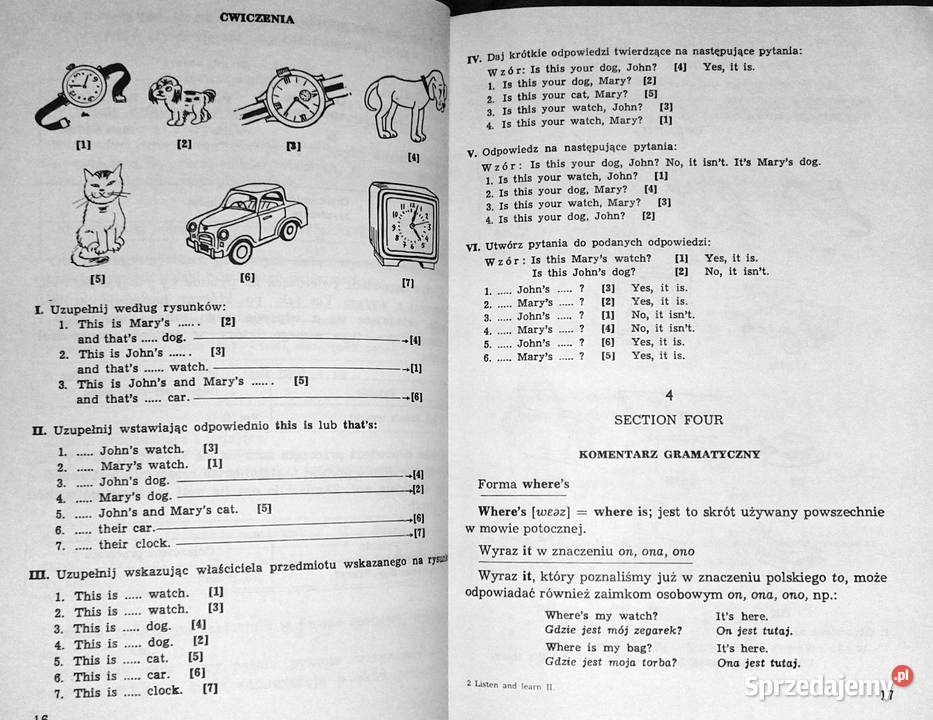 CWICZENIA
[1]
[2]
[3]
[4]
[5]
[6]
[7]
I. Uzupełnij według rysunków:
1. This is Mary's ...... [2]
and that's ..... dog. [4]
2. This is John's ...... [3]
and that's ...... watch. [1]
3. This is John's and Mary's ...... [5]
and that's ..... car. [6]
II. Uzupełnij wstawiając odpowiednio this is lub that's:
1. ..... John's watch. [3]
2. ..... Mary's watch. [1]
3. ..... John's dog. [4]
4. ..... Mary's dog. [2]
5. ..... John's and Mary's cat. [5]
6. ..... their car. [6]
7. ..... their clock. [7]
III. Uzupełnij wskazując właściciela przedmiotu wskazanego na
1. This is ..... watch. [1]
2. This is ..... watch. [3]
3. This is ..... dog. [4]
4. This is ..... dog. [2]
5. This is ..... cat. [5]
6. This is ..... car. [6]
7. This is ..... clock. [7]
16
IV. Daj krótkie odpowiedzi twierdzące na następujące pytania:
Wzór: Is this your dog, John? [4] Yes, it is.
1. Is this your dog, Mary? [2]
2. Is this your cat, Mary? [5]
3. Is this your watch, John? [3]
4. Is this your watch, Mary? [1]
V. Odpowiedz na następujące pytania:
Wzór: Is this your dog, John? No, it isn't. It's Mary's dog.
1. Is this your watch, John? [1]
2. Is this your dog, Mary? [4]
3. Is this your watch, Mary? [3]
4. Is this your dog, John? [2]
VI. Utwórz pytania do podanych odpowiedzi:
Wzór: Is this Mary's watch? [1] Yes, it is.
Is this John's dog? [2] No, it isn't.
1. ..... John's ..... ? [3] Yes, it is.
2. ..... Mary's ..... ? [2] Yes, it is.
3. ..... John's ..... ? [1] No, it isn't.
4. ..... Mary's ..... ? [4] No, it isn't.
5. ..... John's ..... ? [6] Yes, it is.
6. ..... Mary's ..... ? [5] Yes, it is.
4
SECTION FOUR
KOMENTARZ GRAMATYCZNY
Forma where's
Where's [wɛəz] = where is; jest to skrót używany powszechnie
w mowie potocznej.
Wyraz it w znaczeniu on, ona, ono
Wyraz it, który poznaliśmy już w znaczeniu polskiego to, może
odpowiadać również zaimkom osobowym on, ona, ono, np.:
Where's my watch? It's here.
Gdzie jest mój zegarek? On jest tutaj.
Where is my bag? It's here.
Gdzie jest moja torba? Ona jest tutaj.
2 Listen and learn II
17
Sprzedajemy.pl